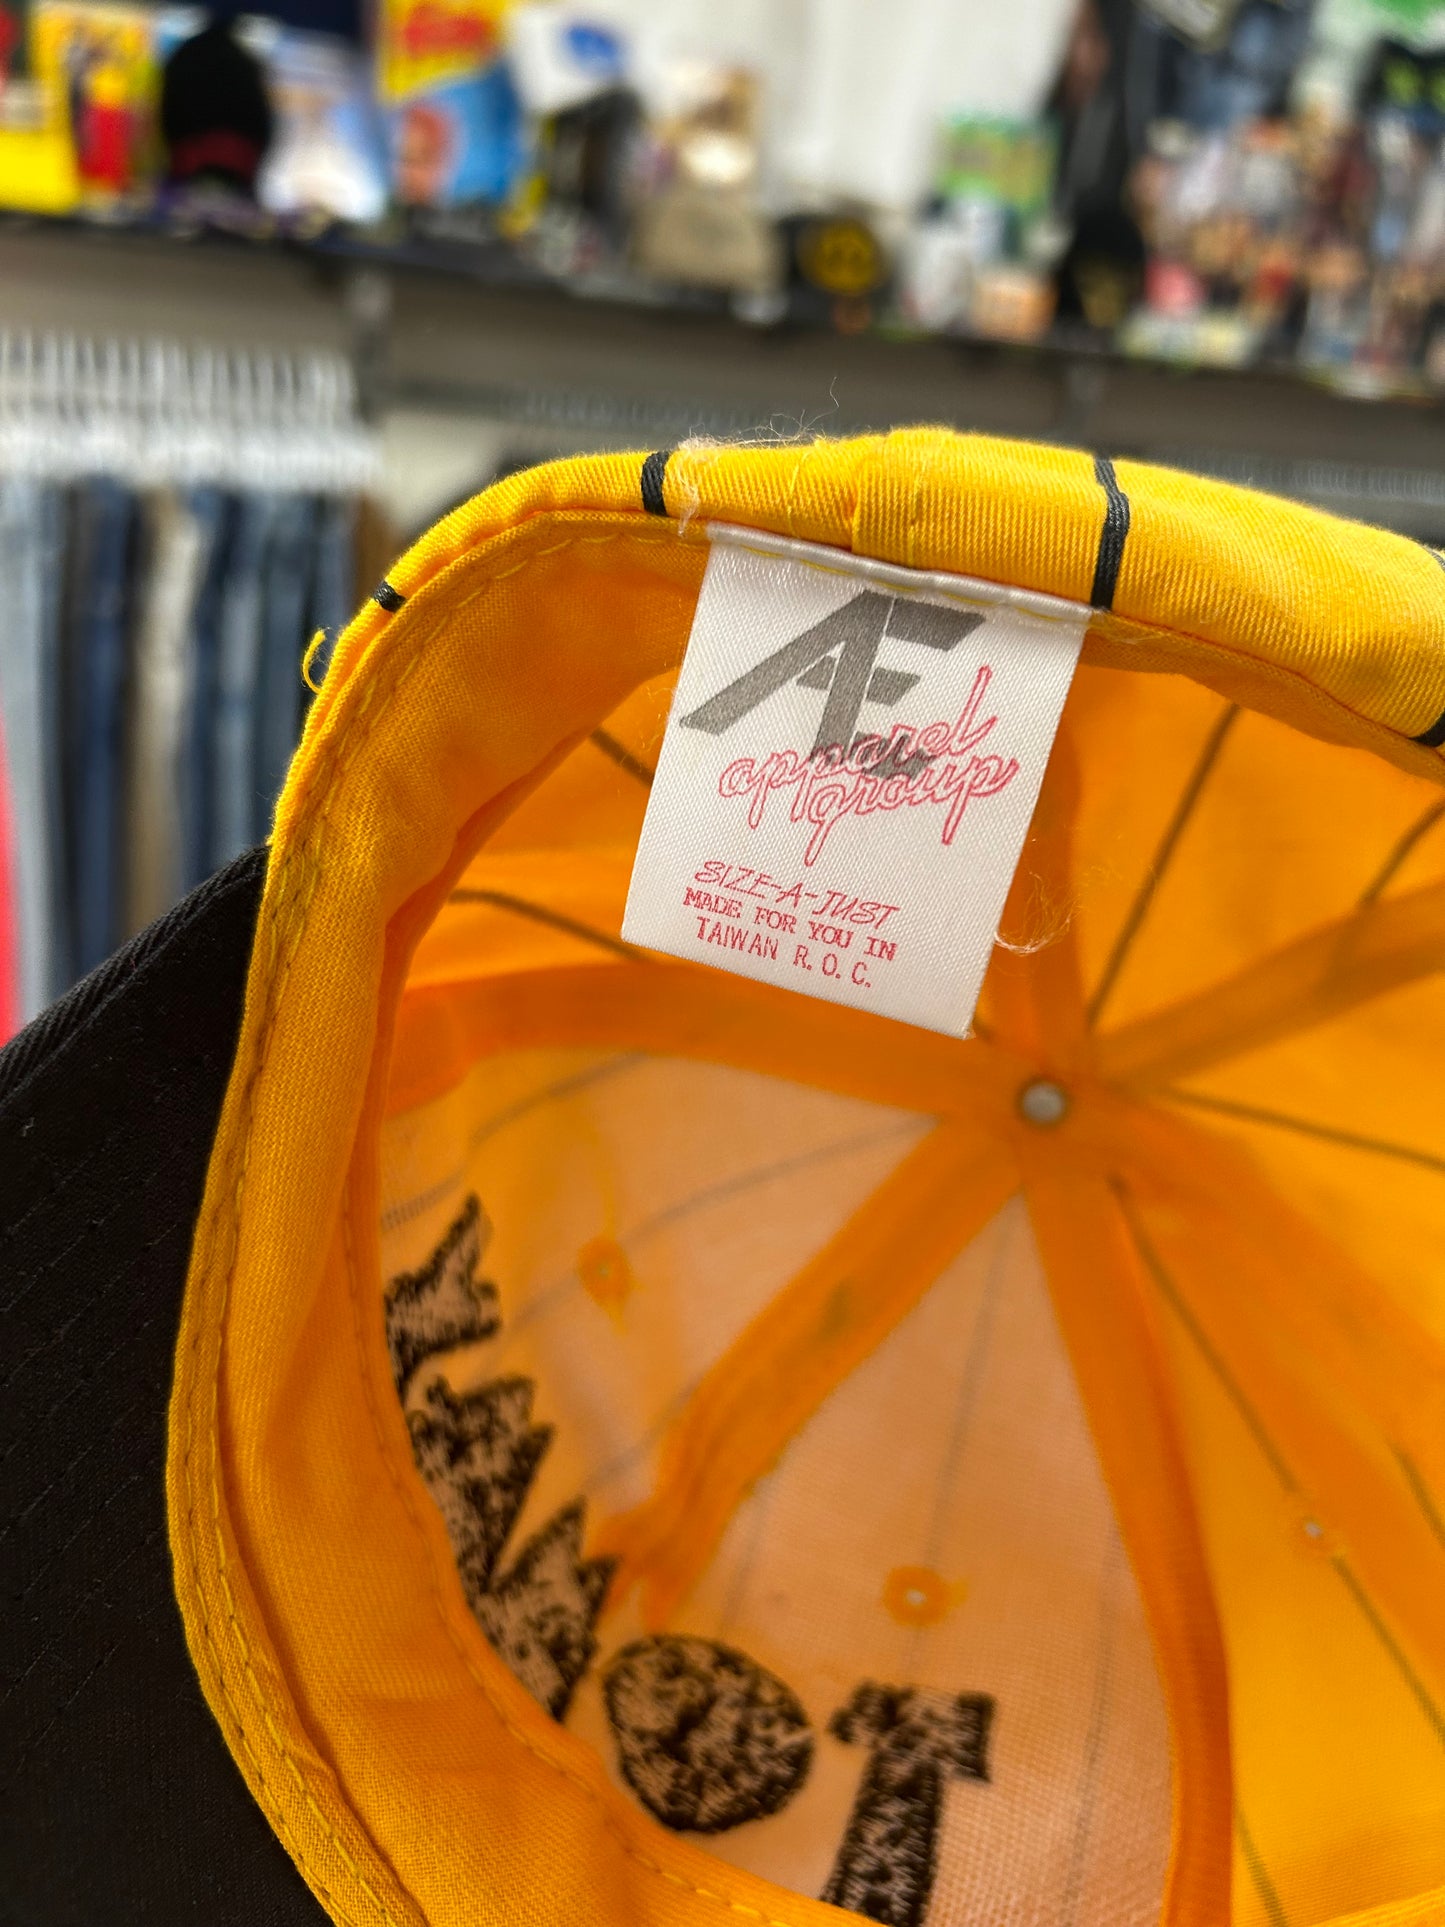 AE
apparel
group
SIZE-A-JUST
MADE FOR YOU IN
TAIWAN R.O.C.